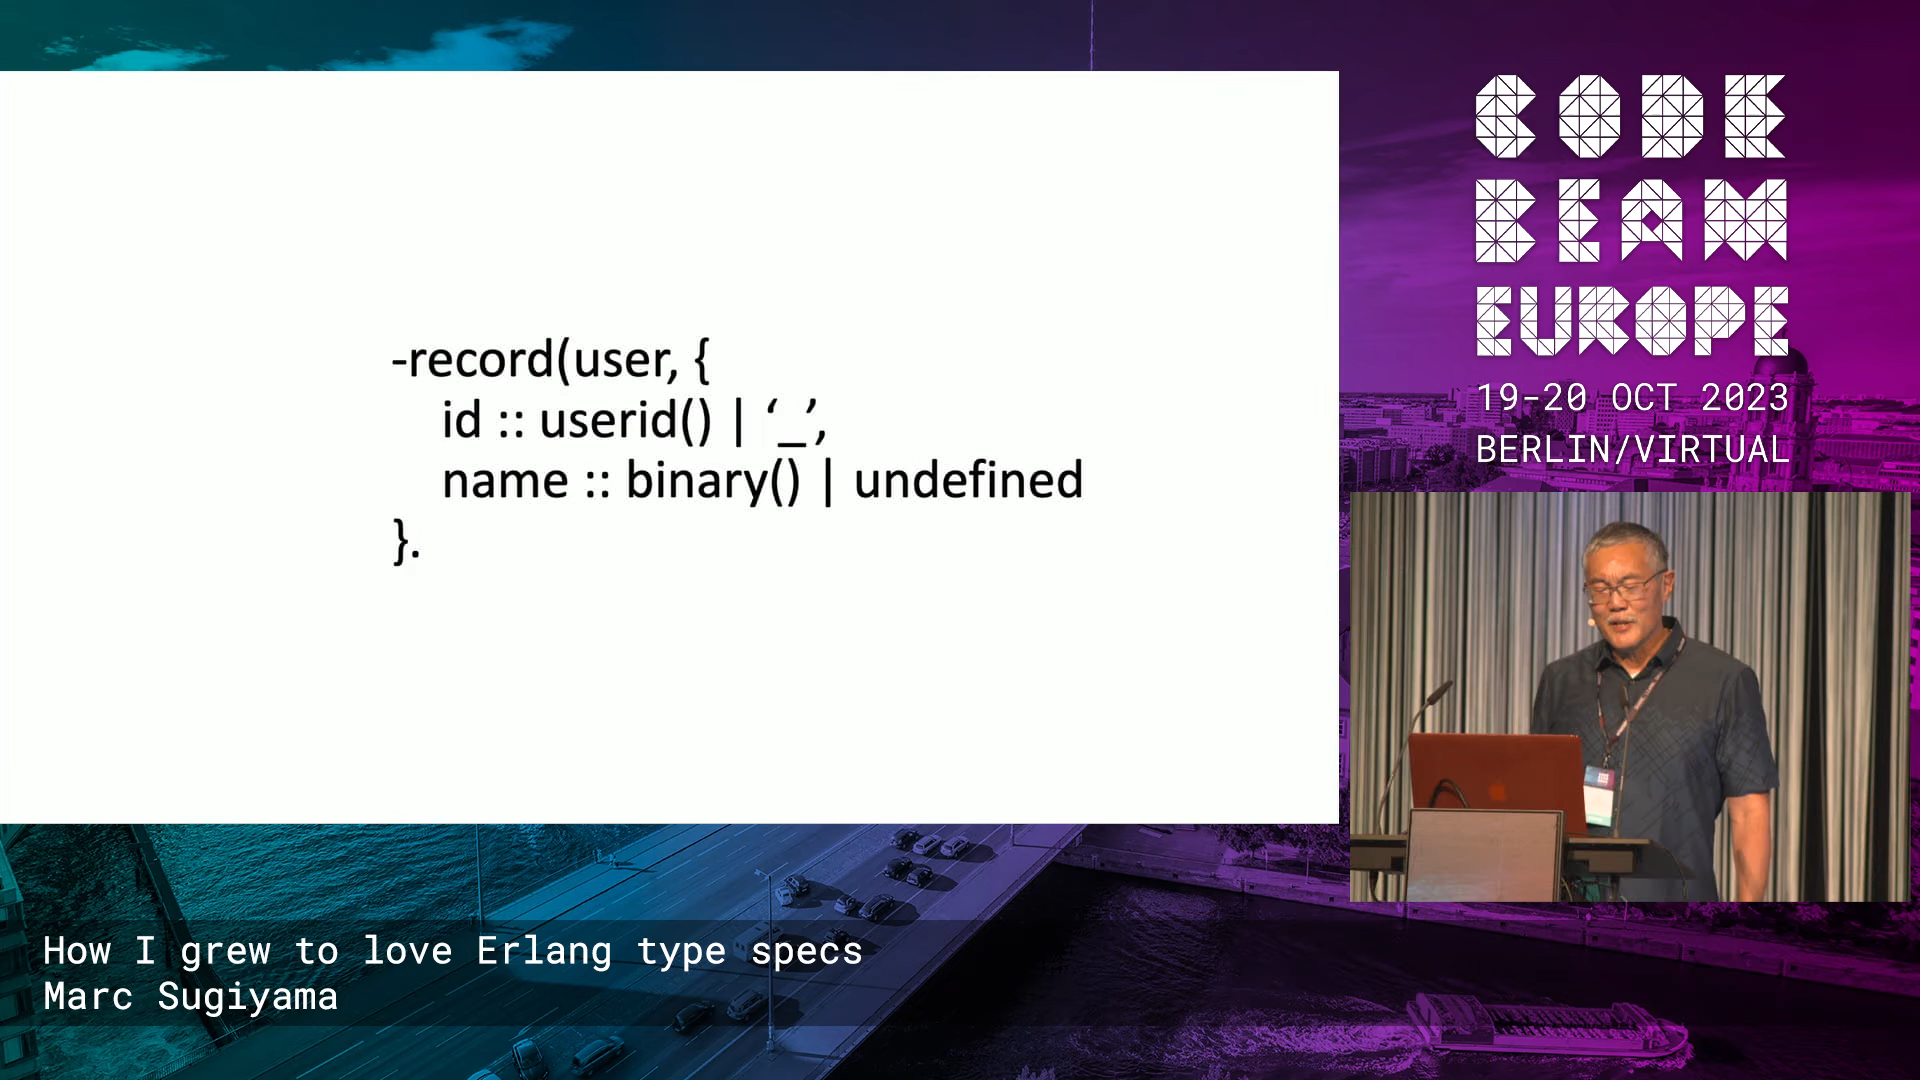 -record(user, {
id :: userid() | ‘_’,
name :: binary() | undefined
}.
CODE
BEAM
EUROPE
19-20 OCT 2023
BERLIN/VIRTUAL
How I grew to love Erlang type specs
Marc Sugiyama